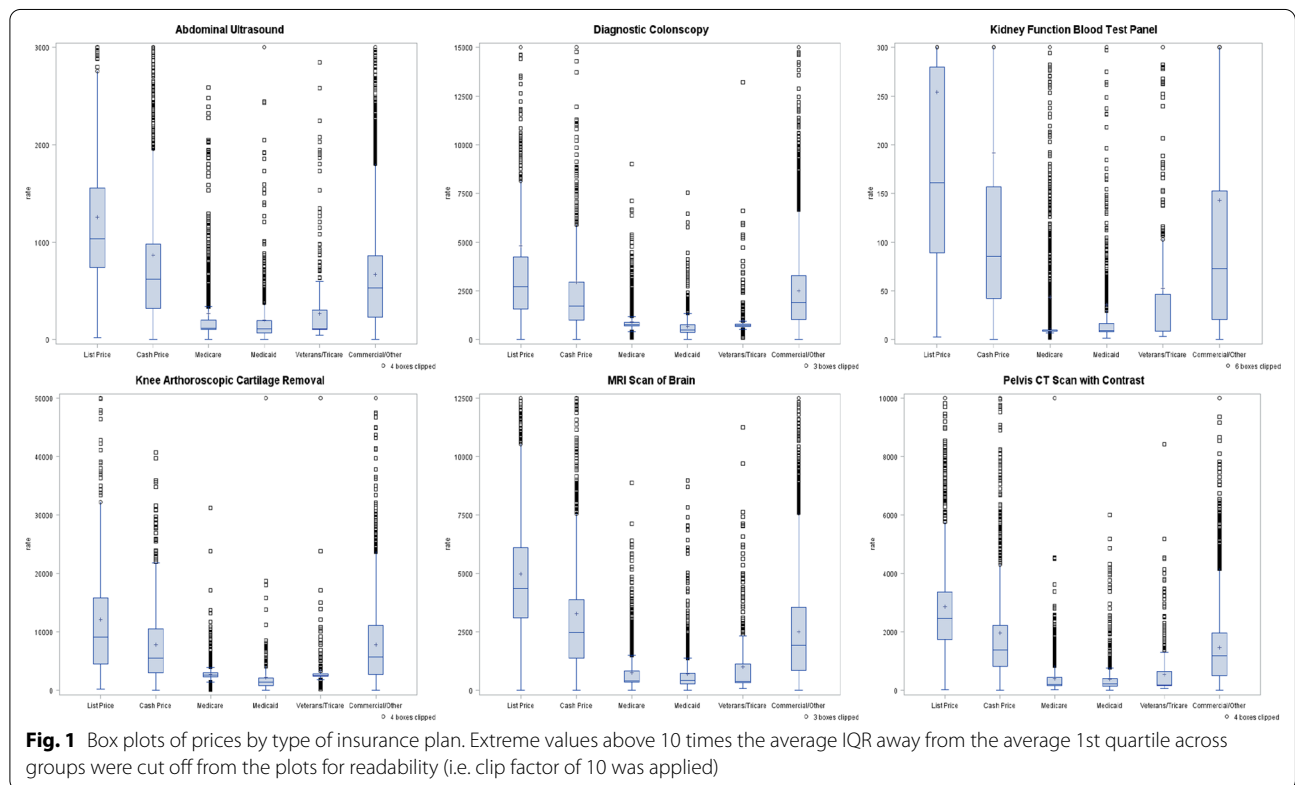 Abdominal Ultrasound
3000
2000
1000
0
rate
List Price Cash Price Medicare Medicaid Veterans/Tricare Commercial/Other
4 boxes clipped
Diagnostic Colonscopy
15000
12500
10000
7500
5000
2500
0
rate
List Price Cash Price Medicare Medicaid Veterans/Tricare Commercial/Other
3 boxes clipped
Kidney Function Blood Test Panel
300
250
200
150
100
50
0
rate
List Price Cash Price Medicare Medicaid Veterans/Tricare Commercial/Other
6 boxes clipped
Knee Arthoroscopic Cartilage Removal
50000
40000
30000
20000
10000
0
rate
List Price Cash Price Medicare Medicaid Veterans/Tricare Commercial/Other
4 boxes clipped
MRI Scan of Brain
12500
10000
7500
5000
2500
0
rate
List Price Cash Price Medicare Medicaid Veterans/Tricare Commercial/Other
3 boxes clipped
Pelvis CT Scan with Contrast
10000
8000
6000
4000
2000
0
rate
List Price Cash Price Medicare Medicaid Veterans/Tricare Commercial/Other
4 boxes clipped
Fig. 1 Box plots of prices by type of insurance plan. Extreme values above 10 times the average IQR away from the average 1st quartile across
groups were cut off from the plots for readability (i.e. clip factor of 10 was applied)